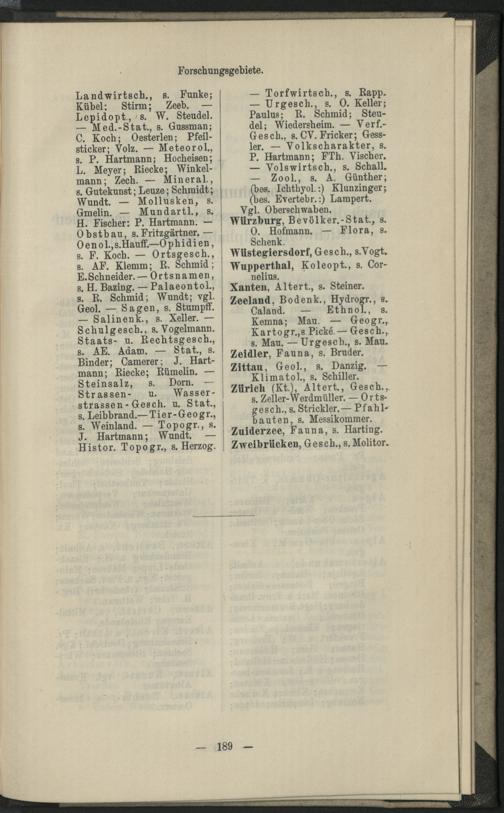 Forschungsgebiete.
Landwirtsch., s. Funke;
Kübel; Stirm; Zeeb. —
Lepidopt., s. W. Steudel.
— Med.-Stat., s. Gussman;
C. Koch; Oesterlen; Pfeil-
sticker; Volz. — Meteorol.,
s. P. Hartmann; Hocheisen;
L. Meyer; Riecke; Winkel-
mann; Zech. — Mineral.,
s. Gutekunst; Leuze; Schmidt;
Wundt. — Mollusken, s.
Gmelin. — Mundartl., s.
H. Fischer; P. Hartmann. —
Obstbau, s. Fritzgärtner. —
Oenol., s. Hauff. — Ophidien,
s. F. Koch. — Ortsgesch.,
s. AF. Klemm; R. Schmid;
E. Schneider. — Ortsnamen,
s. H. Bazing. — Palaeontol.,
s. R. Schmid; Wundt; vgl.
Geol. — Sagen, s. Stumpff.
— Salinenk., s. Xeller. —
Schulgesch., s. Vogelmann.
Staats- u. Rechtsgesch.,
s. AE. Adam. — Stat., s.
Binder; Camerer; J. Hart-
mann; Riecke; Rümelin. —
Steinsalz, s. Dorn. —
Strassen- u. Wasser-
strassen-Gesch. u. Stat.,
s. Leibbrand. — Tier-Geogr.,
s. Weinland. — Topogr., s.
J. Hartmann; Wundt. —
Histor. Topogr., s. Herzog.
— Torfwirtsch., s. Rapp.
— Urgesch., s. O. Keller;
Paulus; R. Schmid; Steu-
del; Wiedersheim. — Verf.-
Gesch., s. CV. Fricker; Gess-
ler. — Volkscharakter, s.
P. Hartmann; FTh. Vischer.
— Volswirtsch., s. Schall.
— Zool., s. A. Günther;
(bes. Ichthyol.:) Klunzinger;
(bes. Evertebr.:) Lampert.
Vgl. Oberschwaben.
Würzburg, Bevölker.-Stat., s.
O. Hofmann. — Flora, s.
Schenk.
Wüstegiersdorf, Gesch., s. Vogt.
Wupperthal, Koleopt., s. Cor-
nelius.
Xanten, Altert., s. Steiner.
Zeeland, Bodenk., Hydrogr., s.
Caland. — Ethnol., s.
Kemna; Mau. — Geogr.,
Kartogr., s Pické. — Gesch.,
s. Mau. — Urgesch., s. Mau.
Zeidler, Fauna, s. Bruder.
Zittau, Geol., s. Danzig. —
Klimatol., s. Schiller.
Zürich (Kt.), Altert., Gesch.,
s. Zeller-Werdmüller. — Orts-
gesch., s. Strickler. — Pfahl-
bauten, s. Messikommer.
Zuiderzee, Fauna, s. Harting.
Zweibrücken, Gesch., s. Molitor.
— 189 —